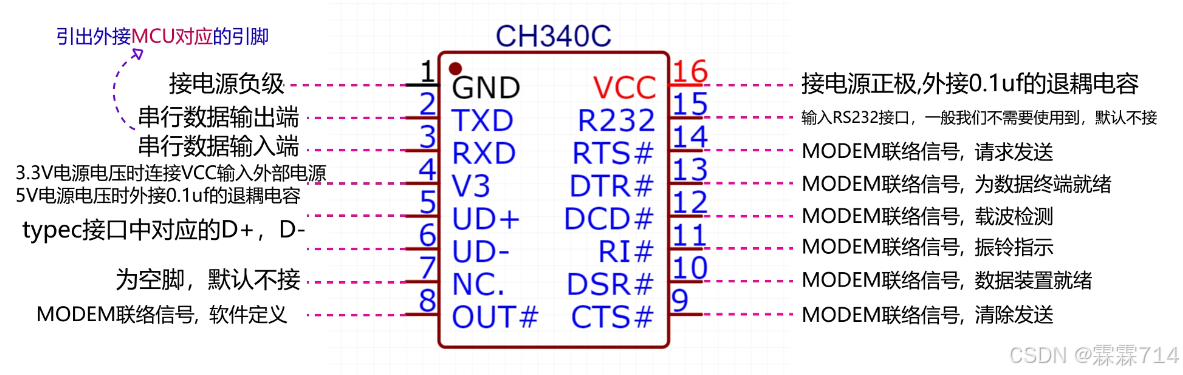 CH340C
引出外接MCU对应的引脚
接电源负级
串行数据输出端
串行数据输入端
3.3V电源电压时连接VCC输入外部电源
5V电源电压时外接0.1uf的退耦电容
typec接口中对应的D+，D-
为空脚，默认不接
MODEM联络信号, 软件定义
1 GND
2 TXD
3 RXD
4 V3
5 UD+
6 UD-
7 NC.
8 OUT#
VCC 16
R232 15
RTS# 14
DTR# 13
DCD# 12
RI# 11
DSR# 10
CTS# 9
接电源正极,外接0.1uf的退耦电容
输入RS232接口，一般我们不需要使用到，默认不接
MODEM联络信号, 请求发送
MODEM联络信号, 为数据终端就绪
MODEM联络信号, 载波检测
MODEM联络信号, 振铃指示
MODEM联络信号, 数据装置就绪
MODEM联络信号, 清除发送
CSDN @霖霖714